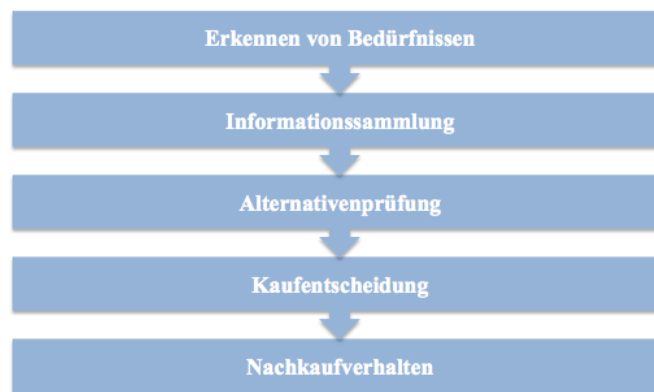 Erkennen von Bedürfnissen
Informationssammlung
Alternativenprüfung
Kaufentscheidung
Nachkaufverhalten